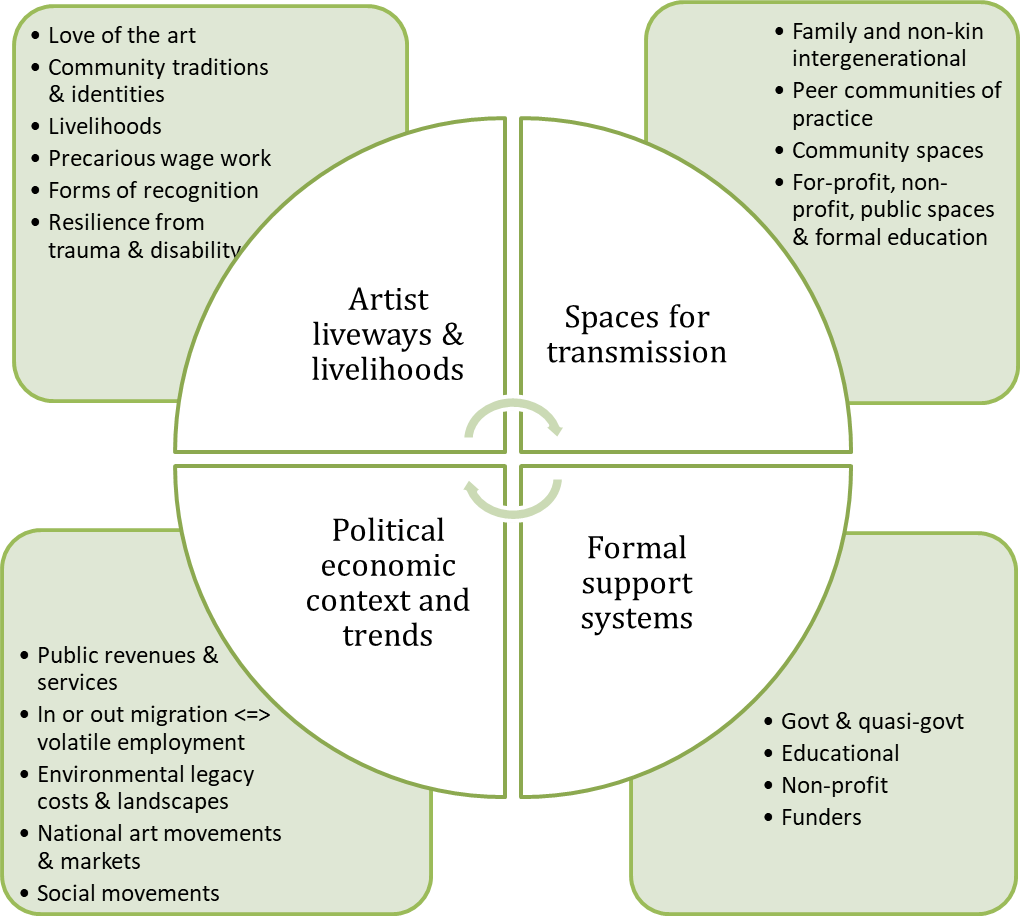 • Love of the art
• Community traditions
& identities
• Livelihoods
• Precarious wage work
• Forms of recognition
• Resilience from
trauma & disability
• Family and non-kin
intergenerational
• Peer communities of
practice
• Community spaces
• For-profit, non-
profit, public spaces
& formal education
Artist
liveways &
livelihoods
Spaces for
transmission
Political
economic
context and
trends
Formal
support
systems
• Public revenues &
services
• In or out migration <=>
volatile employment
• Environmental legacy
costs & landscapes
• National art movements
& markets
• Social movements
• Govt & quasi-govt
• Educational
• Non-profit
• Funders